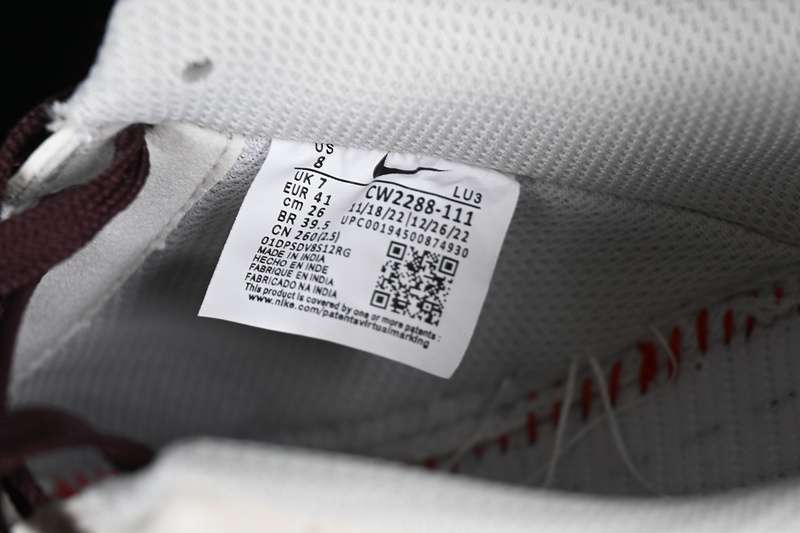 US
8
UK 7
EUR 41
cm 26
BR 39.5
CN 260(2.5)
01DPSDV8S12RG
MADE IN INDIA
HECHO EN INDE
FABRIQUE EN INDIA
FABRICADO NA INDIA
This product is covered by one or more patents :
www.nike.com/patentsvirtualmarking
LU3
CW2288-111
11/18/22 | 12/26/22
UPC00194500874930